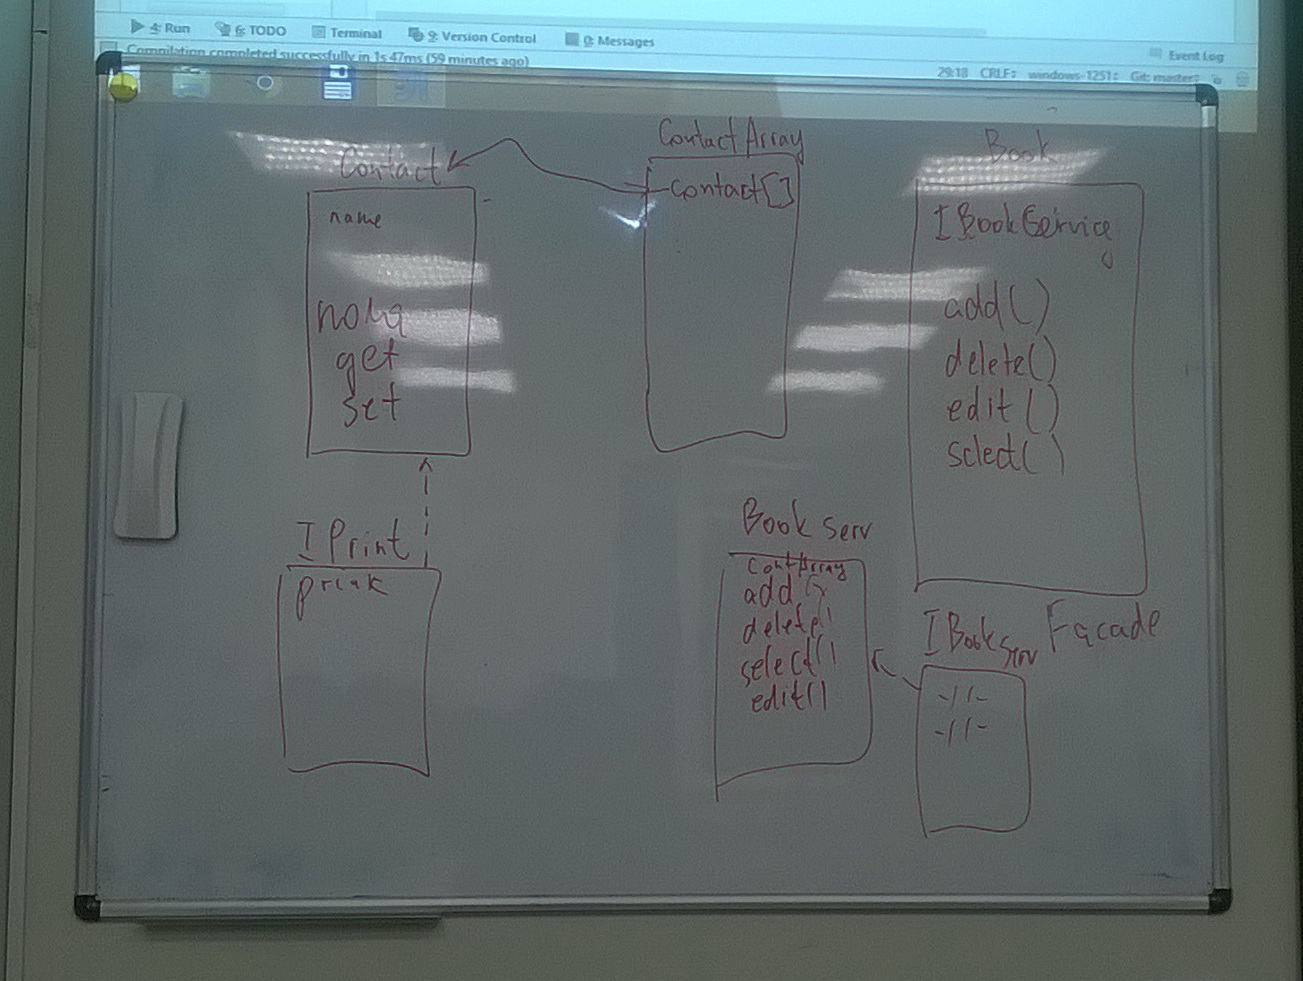 4: Run 6: TODO Terminal 9: Version Control 0: Messages
Compilation completed successfully in 1s 47ms (59 minutes ago)
Event Log
29:18 CRLF: windows-1251: Git: master:
Contact
name
get
set
ContactArray
contact[]
Book
IBookService
add()
delete()
edit()
select()
I Print
Book Serv
ContArray
add()
delete()
select()
edit()
IBookServ Facade
-//-
-//-